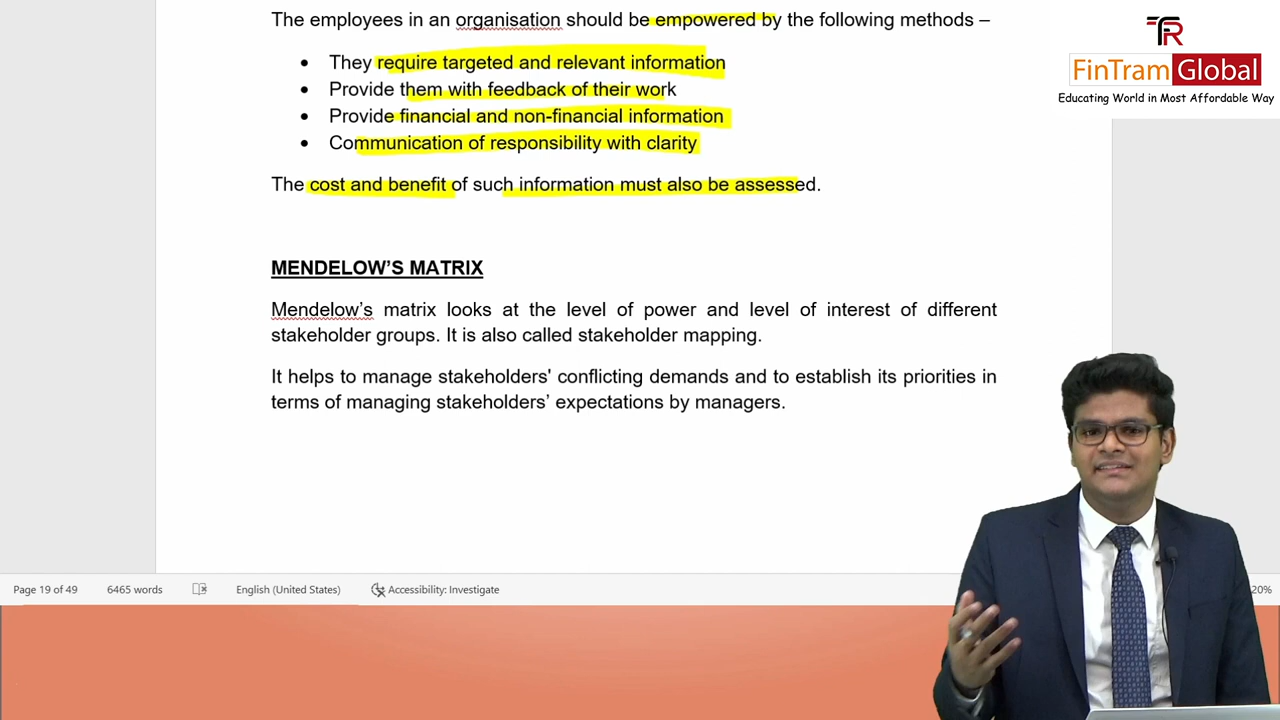 The employees in an organisation should be empowered by the following methods –
• They require targeted and relevant information
• Provide them with feedback of their work
• Provide financial and non-financial information
• Communication of responsibility with clarity
The cost and benefit of such information must also be assessed.
MENDELOW'S MATRIX
Mendelow's matrix looks at the level of power and level of interest of different
stakeholder groups. It is also called stakeholder mapping.
It helps to manage stakeholders' conflicting demands and to establish its priorities in
terms of managing stakeholders' expectations by managers.
Page 19 of 49 6465 words English (United States) Accessibility: Investigate 20%
TR
FinTram Global
Educating World in Most Affordable Way